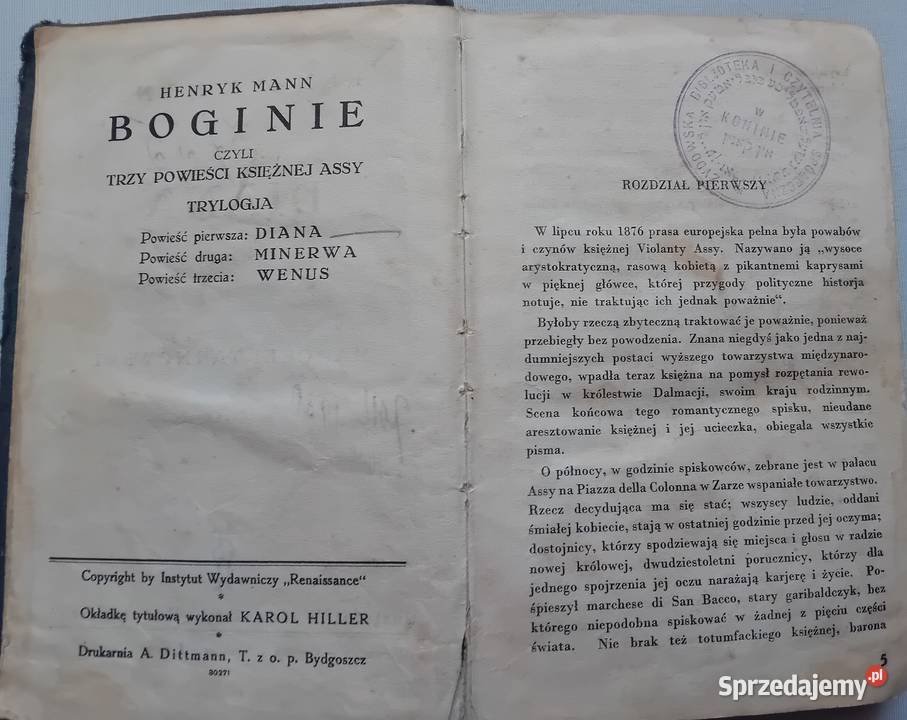 HENRYK MANN
BOGINIE
CZYLI
TRZY POWIEŚCI KSIĘŻNEJ ASSY
TRYLOGJA
Powieść pierwsza: DIANA
Powieść druga: MINERWA
Powieść trzecia: WENUS
Copyright by Instytut Wydawniczy „Renaissance“
*
Okładkę tytułową wykonał KAROL HILLER
*
Drukarnia A. Dittmann, T. z o. p. Bydgoszcz
80271
ŻYDOWSKA BIBLJOTEKA I CZYTELNIA
W
KONINIE
ROZDZIAŁ PIERWSZY
W lipcu roku 1876 prasa europejska pełna była powabów
i czynów księżnej Violanty Assy. Nazywano ją „wysoce
arystokratyczną, rasową kobietą z pikantnemi kaprysami
w pięknej główce, której przygody polityczne historja
notuje, nie traktując ich jednak poważnie“.
Byłoby rzeczą zbyteczną traktować je poważnie, ponieważ
przebiegły bez powodzenia. Znana niegdyś jako jedna z naj-
dumniejszych postaci wyższego towarzystwa międzynaro-
dowego, wpadła teraz księżna na pomysł rozpętania rewo-
lucji w królestwie Dalmacji, swoim kraju rodzinnym.
Scena końcowa tego romantycznego spisku, nieudane
aresztowanie księżnej i jej ucieczka, obiegała wszystkie
pisma.
O północy, w godzinie spiskowców, zebrane jest w pałacu
Assy na Piazza della Colonna w Zarze wspaniałe towarzystwo.
Rzecz decydująca ma się stać; wszyscy ludzie, oddani
śmiałej kobiecie, stają w ostatniej godzinie przed jej oczyma;
dostojnicy, którzy spodziewają się miejsca i głosu w radzie
nowej królowej, dwudziestoletni porucznicy, którzy dla
jednego spojrzenia jej oczu narażają karjerę i życie. Po-
śpieszył marchese di San Bacco, stary garibaldczyk, bez
którego niepodobna spiskować w żadnej z pięciu części
świata. Nie brak też totumfackiego księżnej, barona
5
Sprzedajemy.pl